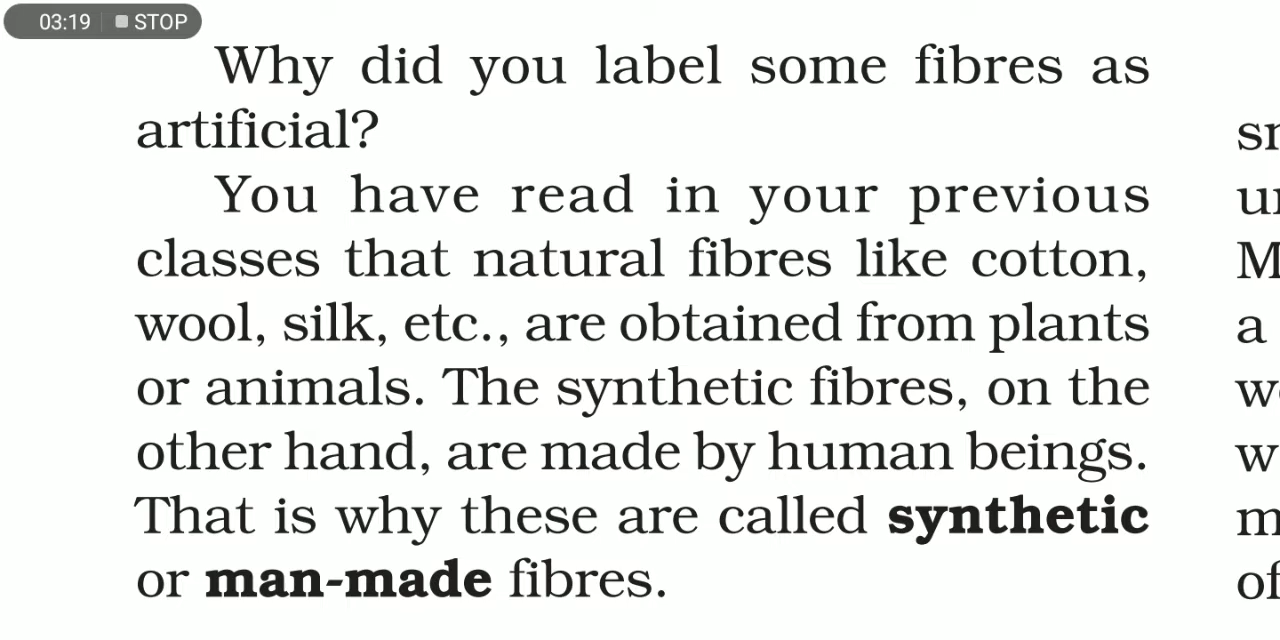 03:19 STOP
Why did you label some fibres as
artificial?
You have read in your previous
classes that natural fibres like cotton,
wool, silk, etc., are obtained from plants
or animals. The synthetic fibres, on the
other hand, are made by human beings.
That is why these are called synthetic
or man-made fibres.
a